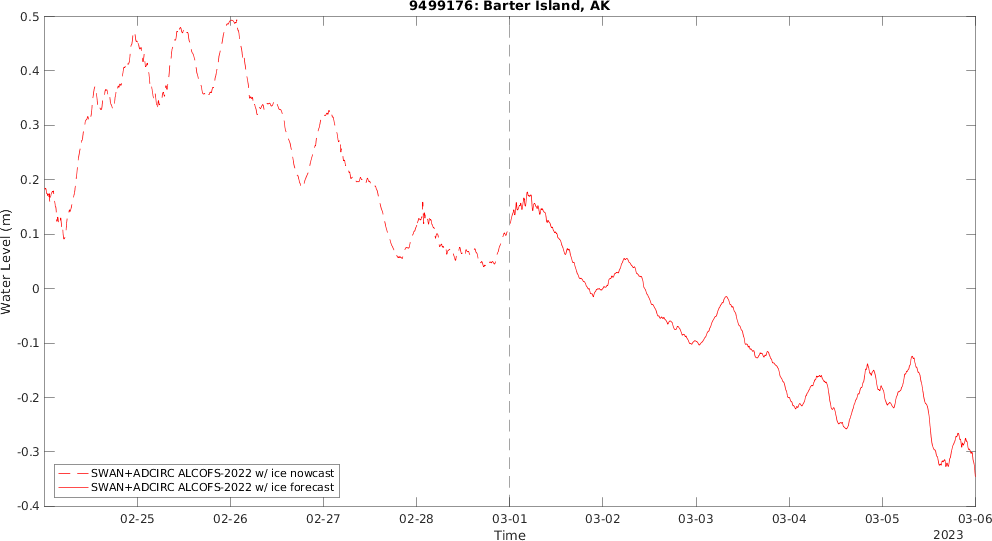 9499176: Barter Island, AK
0.5
0.4
0.3
0.2
0.1
0
-0.1
-0.2
-0.3
-0.4
Water Level (m)
SWAN+ADCIRC ALCOFS-2022 w/ ice nowcast
SWAN+ADCIRC ALCOFS-2022 w/ ice forecast
02-25 02-26 02-27 02-28 03-01 03-02 03-03 03-04 03-05 03-06
Time
2023